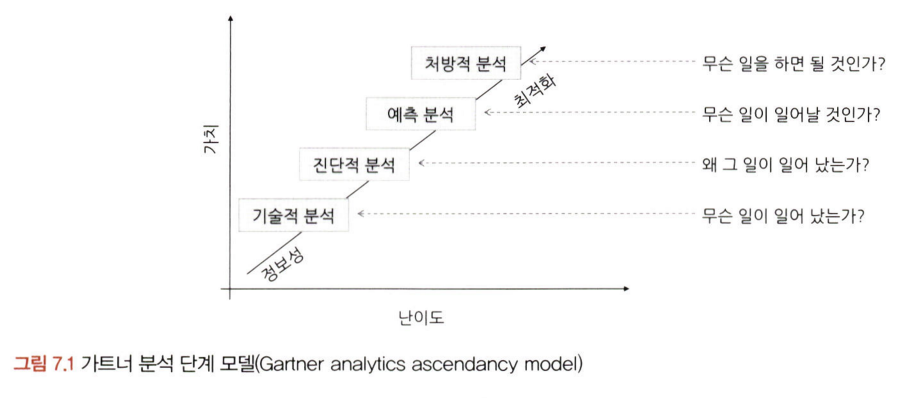 처방적 분석
무슨 일을 하면 될 것인가?
최적화
예측 분석
무슨 일이 일어날 것인가?
가치
진단적 분석
왜 그 일이 일어 났는가?
기술적 분석
무슨 일이 일어 났는가?
정보성
난이도
그림 7.1 가트너 분석 단계 모델(Gartner analytics ascendancy model)